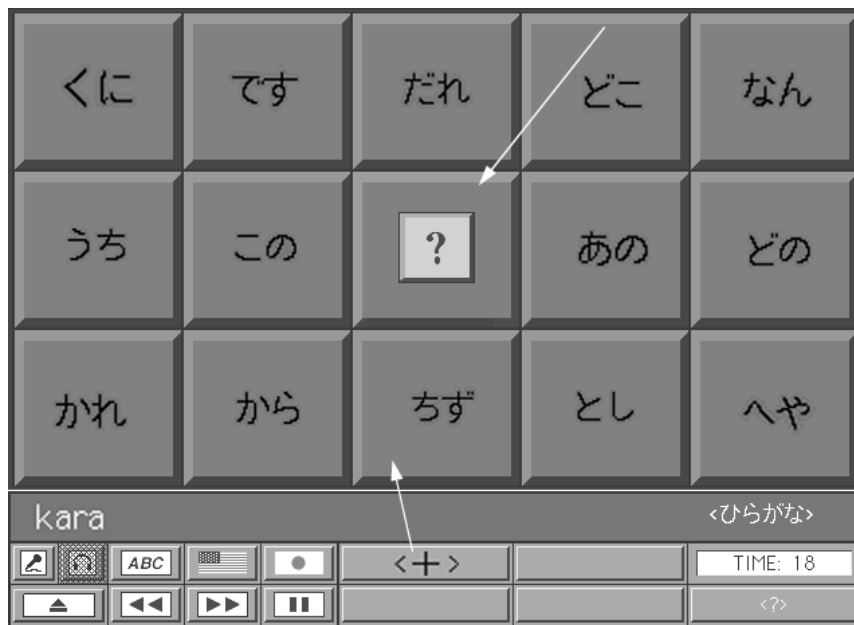 くに です だれ どこ なん
うち この ? あの どの
かれ から ちず とし へや
kara <ひらがな>
ABC <+> TIME: 18
<?>